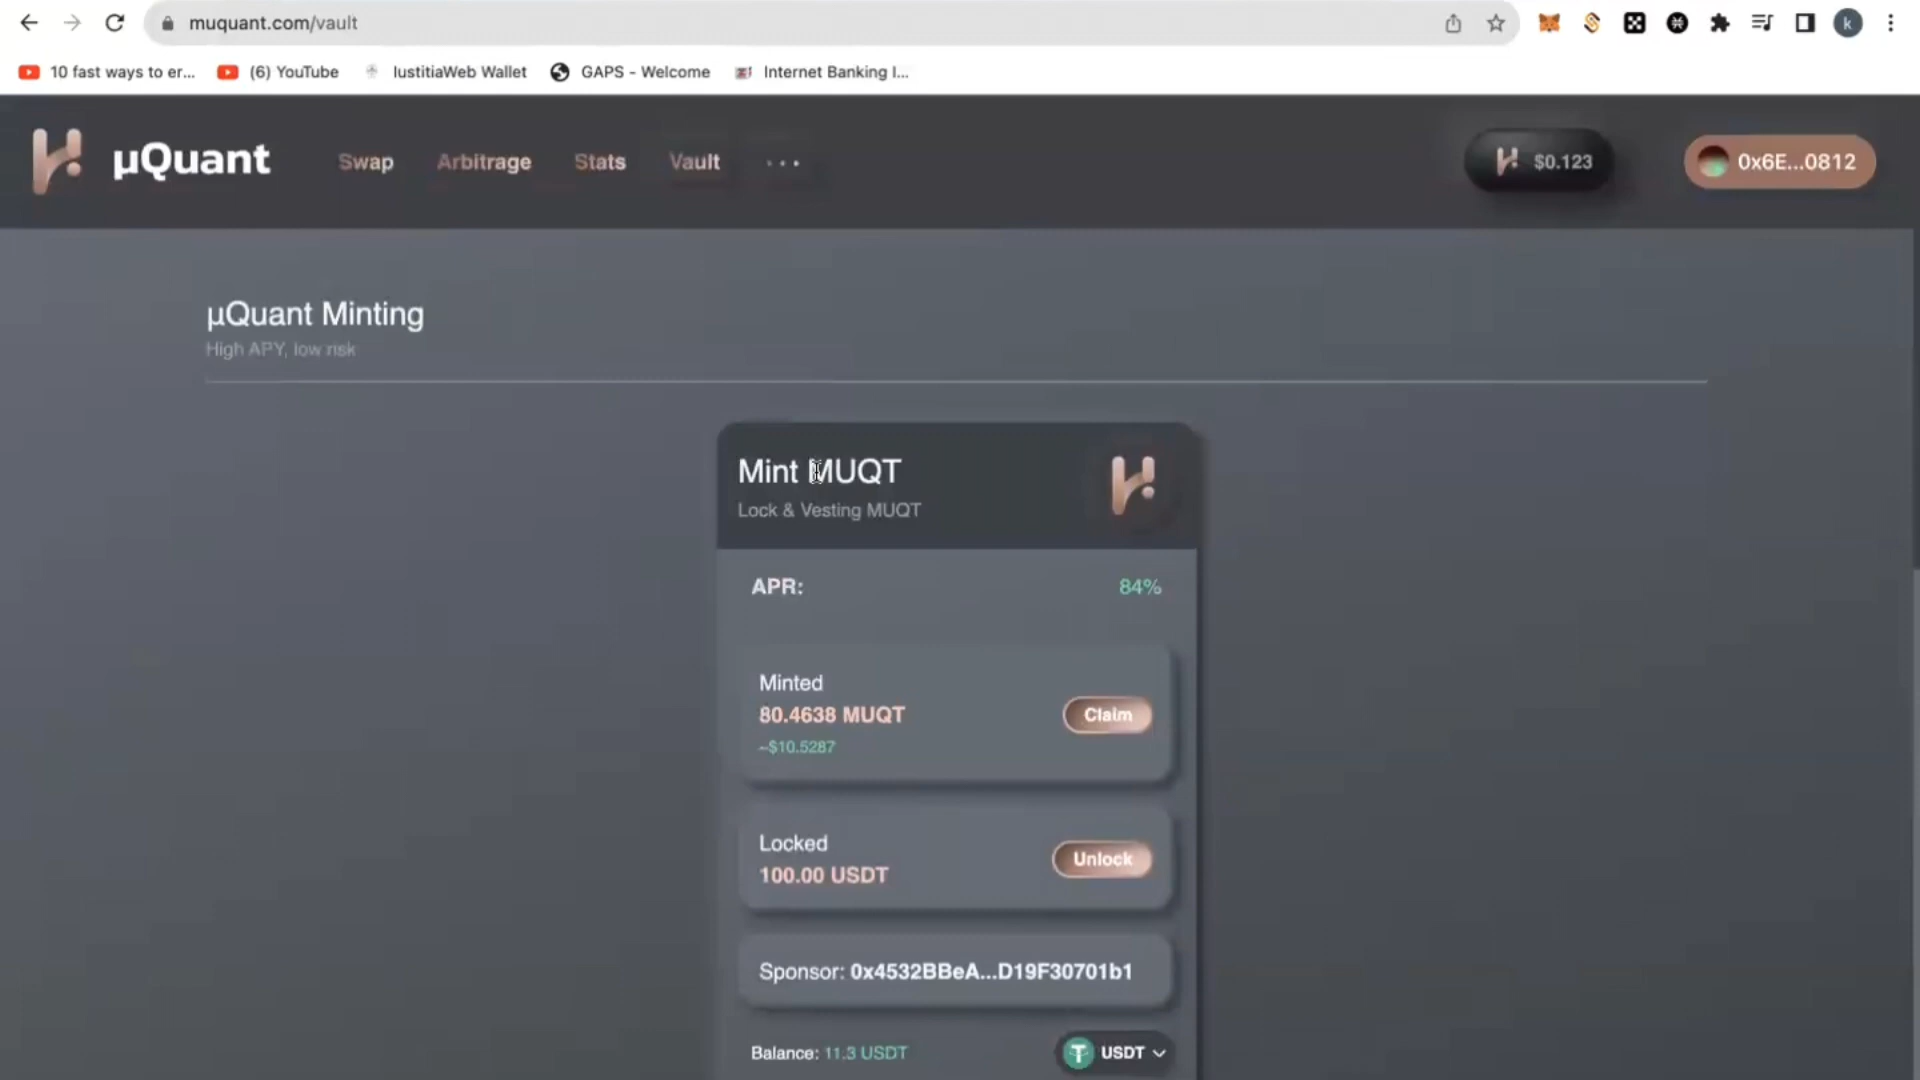 muquant.com/vault
k
10 fast ways to er...
(6) YouTube
IustitiaWeb Wallet
GAPS - Welcome
Internet Banking I...
µQuant
Swap
Arbitrage
Stats
Vault
...
$0.123
0x6E...0812
µQuant Minting
High APY, low risk
Mint MUQT
Lock & Vesting MUQT
APR:
84%
Minted
80.4638 MUQT
Claim
~$10.5287
Locked
100.00 USDT
Unlock
Sponsor: 0x4532BBeA...D19F30701b1
Balance: 11.3 USDT
USDT